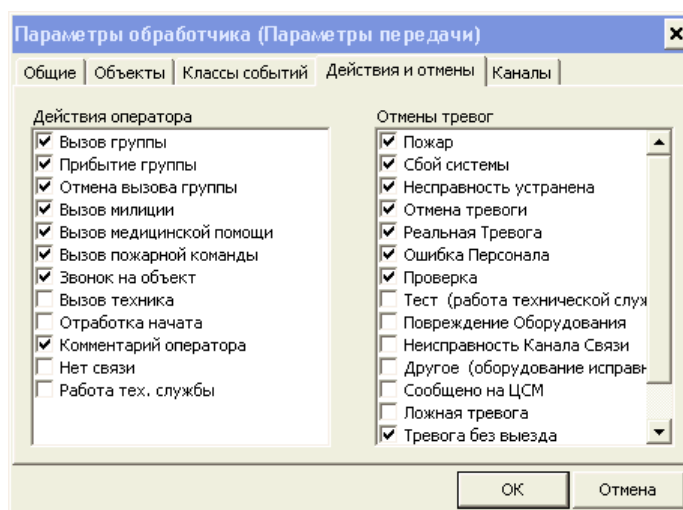 Параметры обработчика (Параметры передачи)
Общие Объекты Классы событий Действия и отмены Каналы
Действия оператора
Вызов группы
Прибытие группы
Отмена вызова группы
Вызов милиции
Вызов медицинской помощи
Вызов пожарной команды
Звонок на объект
Вызов техника
Отработка начата
Комментарий оператора
Нет связи
Работа тех. службы
Отмены тревог
Пожар
Сбой системы
Несправность устранена
Отмена тревоги
Реальная Тревога
Ошибка Персонала
Проверка
Тест (работа технической служ
Повреждение Оборудования
Неисправность Канала Связи
Другое (оборудование исправн
Сообщено на ЦСМ
Ложная тревога
Тревога без выезда
ОК Отмена